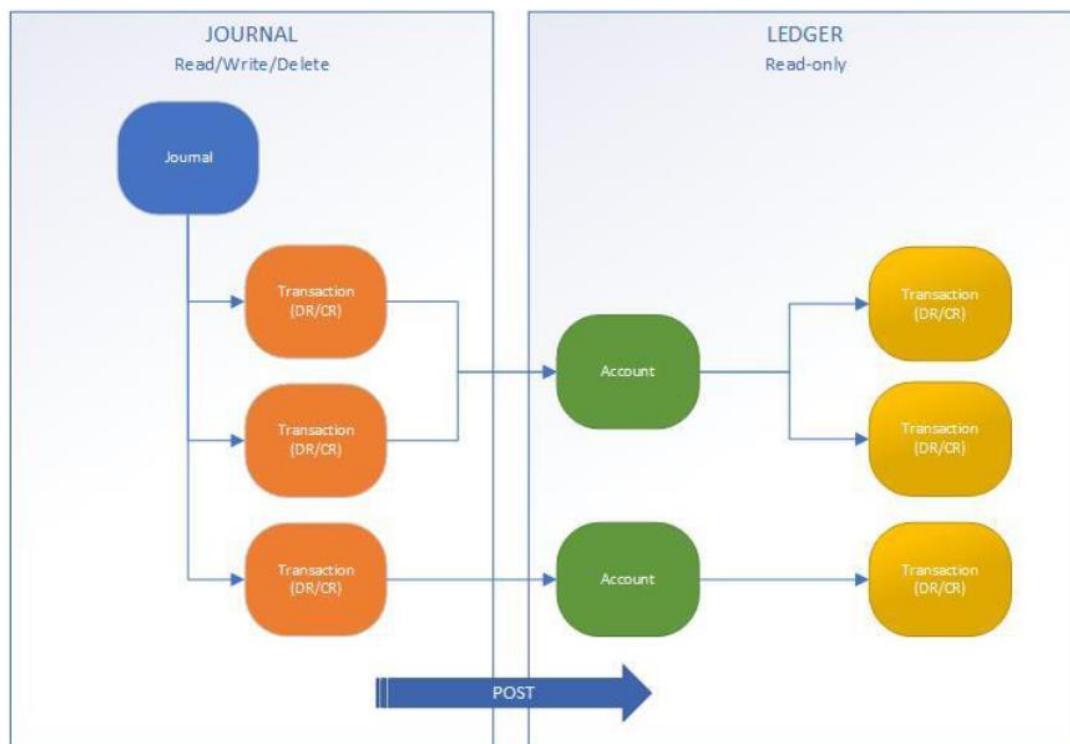 JOURNAL
Read/Write/Delete
LEDGER
Read-only
Journal
Transaction
(DR/CR)
Transaction
(DR/CR)
Account
Transaction
(DR/CR)
Transaction
(DR/CR)
Transaction
(DR/CR)
Account
Transaction
(DR/CR)
POST